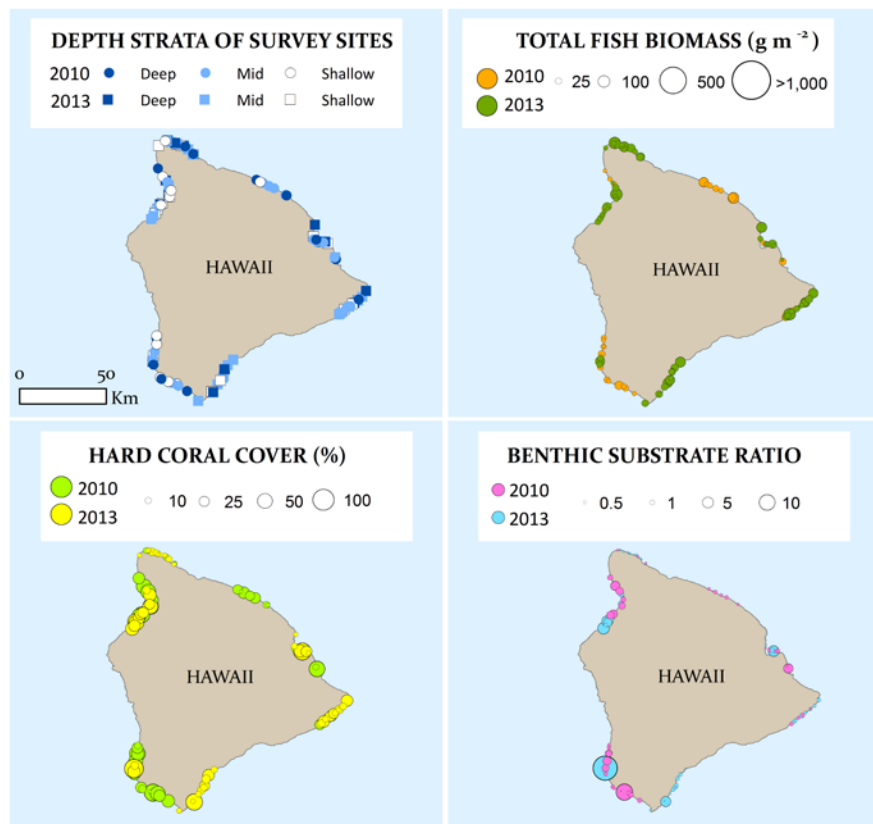 DEPTH STRATA OF SURVEY SITES
2010 Deep Mid Shallow
2013 Deep Mid Shallow
HAWAII
0 50
Km
TOTAL FISH BIOMASS (g m⁻²)
2010 25 100 500 >1,000
2013
HAWAII
HARD CORAL COVER (%)
2010 10 25 50 100
2013
HAWAII
BENTHIC SUBSTRATE RATIO
2010 0.5 1 5 10
2013
HAWAII